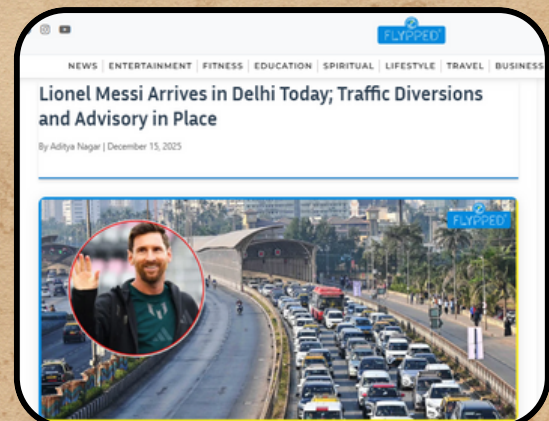 FLYPPED
NEWS ENTERTAINMENT FITNESS EDUCATION SPIRITUAL LIFESTYLE TRAVEL BUSINESS
Lionel Messi Arrives in Delhi Today; Traffic Diversions
and Advisory in Place
By Aditya Nagar | December 15, 2025
FLYPPED